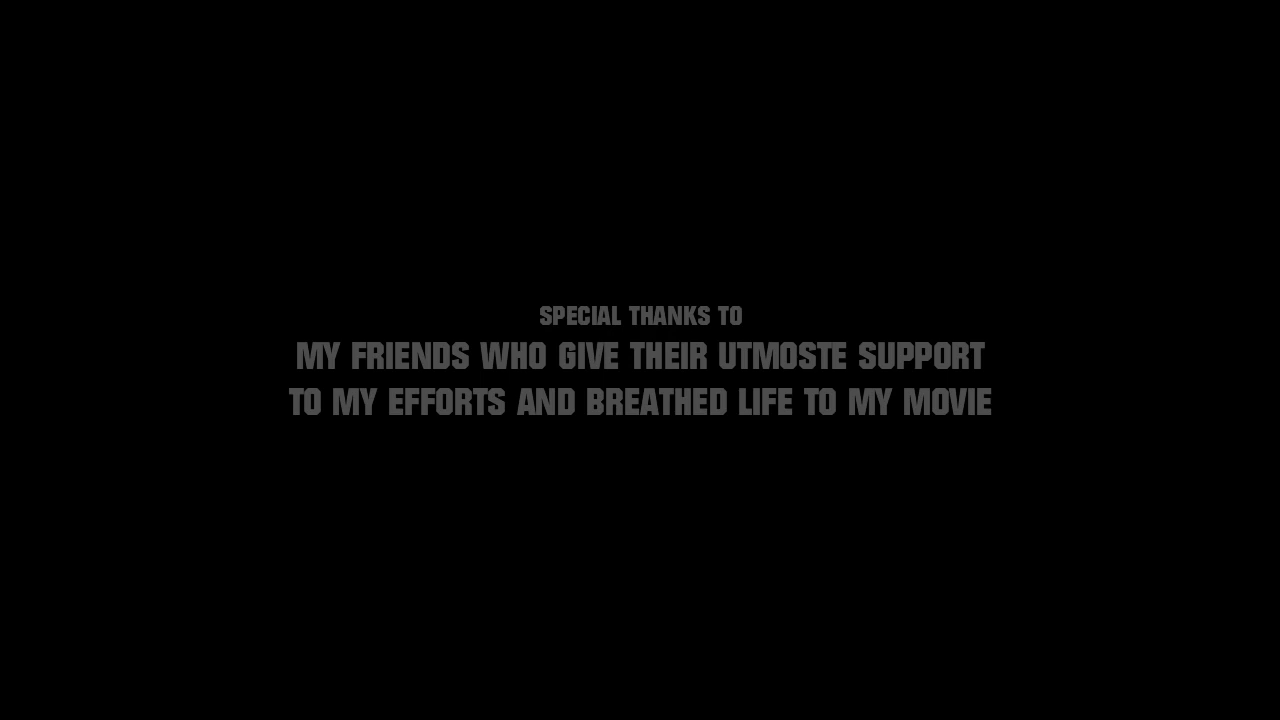 SPECIAL THANKS TO
MY FRIENDS WHO GIVE THEIR UTMOSTE SUPPORT
TO MY EFFORTS AND BREATHED LIFE TO MY MOVIE